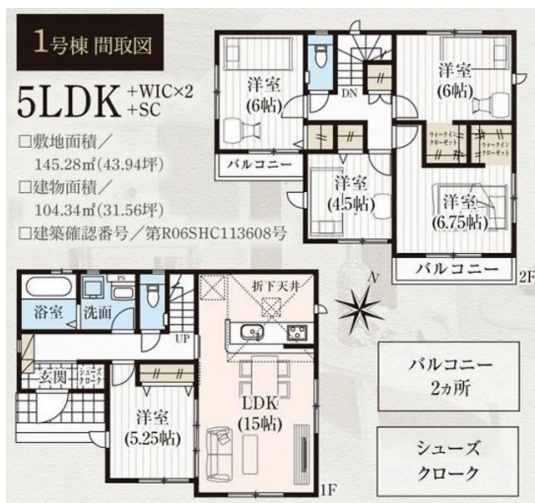 1号棟 間取図
5LDK +WIC×2
+SC
□敷地面積／
145.28㎡(43.94坪)
□建物面積／
104.34㎡(31.56坪)
□建築確認番号／第R06SHC113608号
洋室
(6帖)
DN
洋室
(6帖)
ウォークイン
クローゼット
ウォークイン
クローゼット
バルコニー
洋室
(4.5帖)
洋室
(6.75帖)
バルコニー
2F
浴室
洗面
UP
折下天井
N
玄関
シューズ
クローク
洋室
(5.25帖)
LDK
(15帖)
1F
バルコニー
2ヵ所
シューズ
クローク